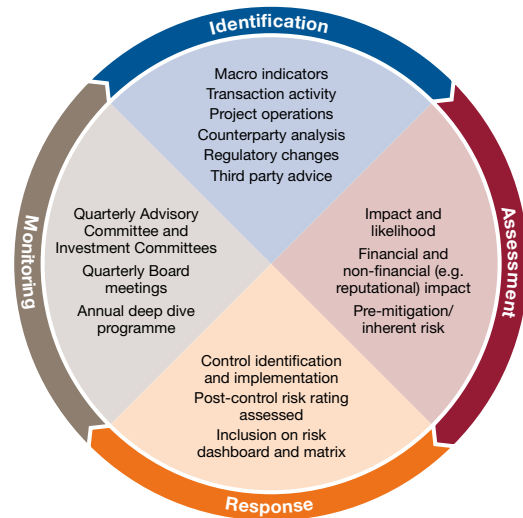 Identification
Macro indicators
Transaction activity
Project operations
Counterparty analysis
Regulatory changes
Third party advice
Assessment
Impact and
likelihood
Financial and
non-financial (e.g.
reputational) impact
Pre-mitigation/
inherent risk
Response
Control identification
and implementation
Post-control risk rating
assessed
Inclusion on risk
dashboard and matrix
Monitoring
Quarterly Advisory
Committee and
Investment Committees
Quarterly Board
meetings
Annual deep dive
programme